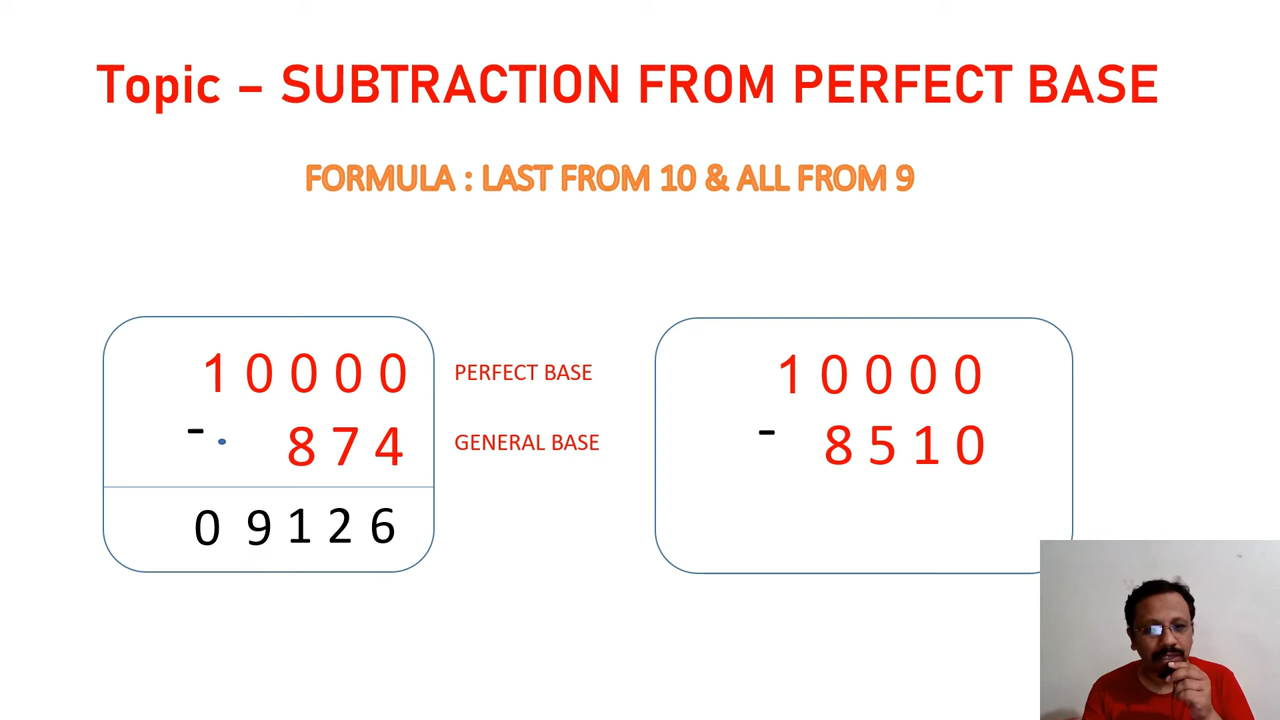 Topic – SUBTRACTION FROM PERFECT BASE
FORMULA : LAST FROM 10 & ALL FROM 9
1 0 0 0 0 PERFECT BASE
- 8 7 4 GENERAL BASE
0 9 1 2 6
1 0 0 0 0
- 8 5 1 0